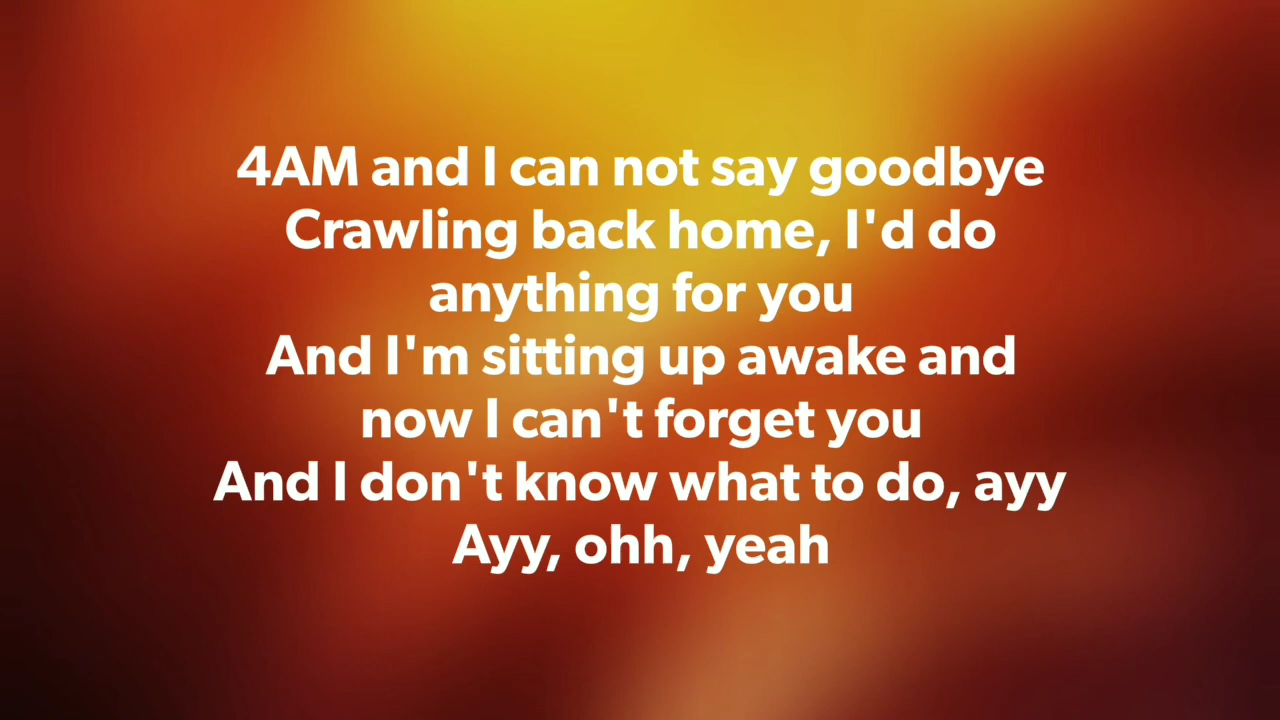 4AM and I can not say goodbye
Crawling back home, I'd do
anything for you
And I'm sitting up awake and
now I can't forget you
And I don't know what to do, ayy
Ayy, ohh, yeah